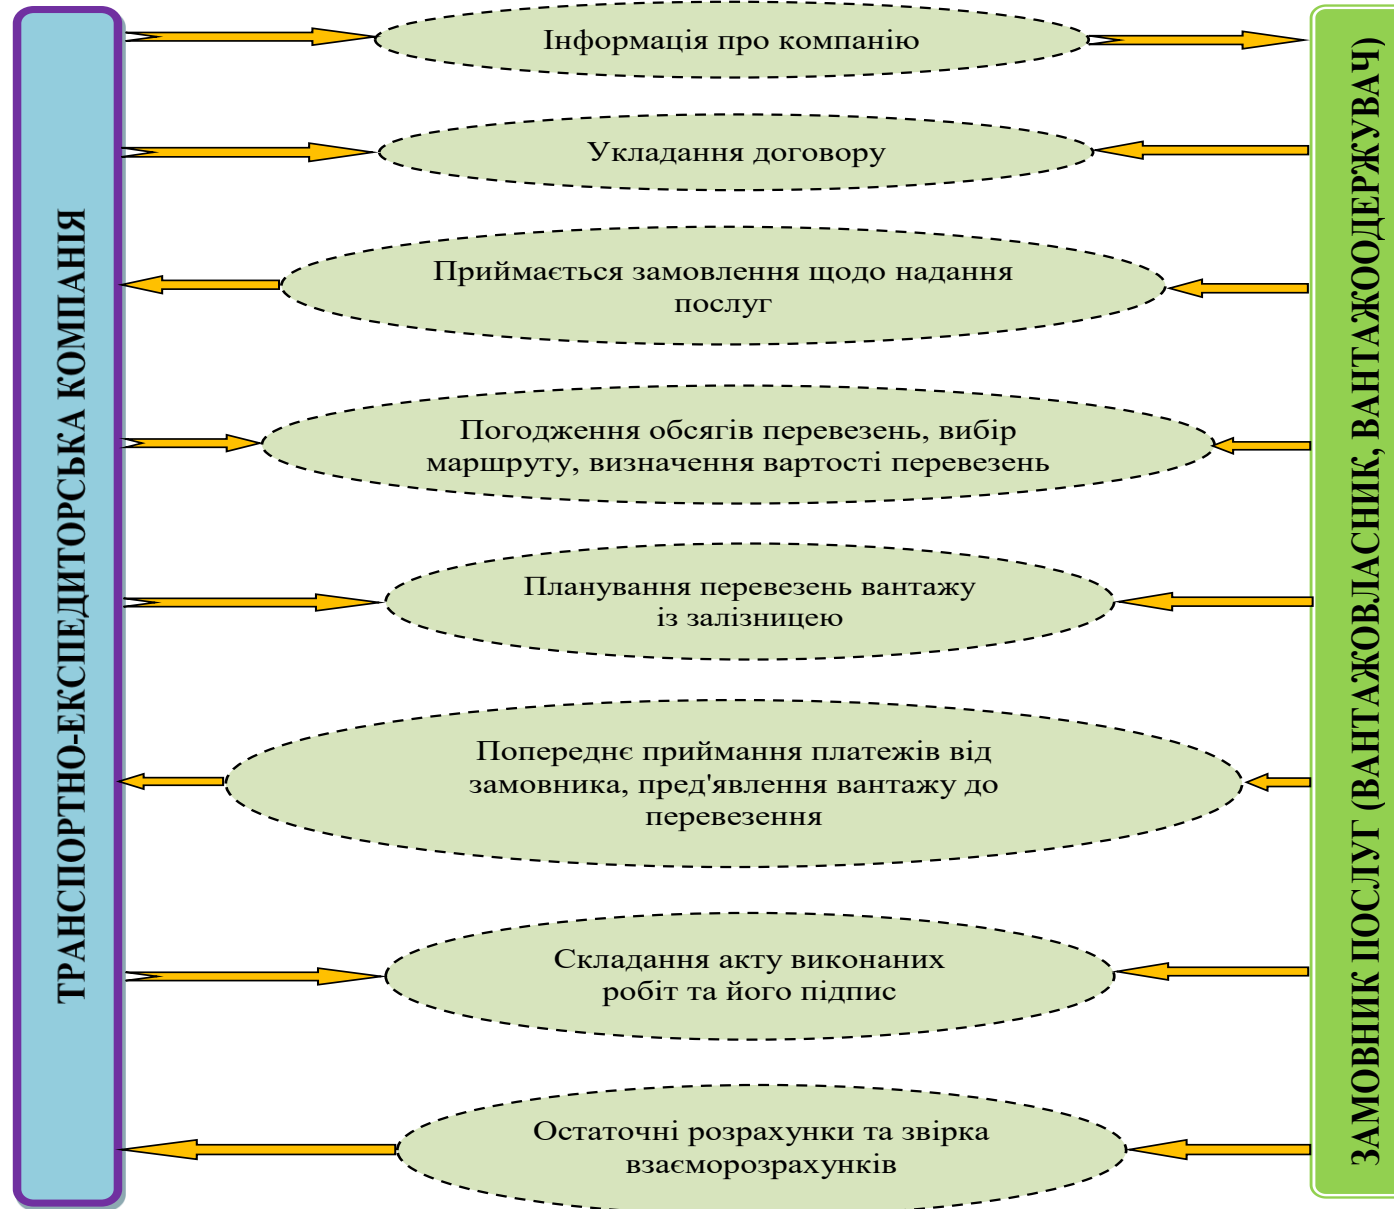 ТРАНСПОРТНО-ЕКСПЕДИТОРСЬКА КОМПАНІЯ
Інформація про компанію
Укладання договору
Приймається замовлення щодо надання
послуг
Погодження обсягів перевезень, вибір
маршруту, визначення вартості перевезень
Планування перевезень вантажу
із залізницею
Попереднє приймання платежів від
замовника, пред'явлення вантажу до
перевезення
Складання акту виконаних
робіт та його підпис
Остаточні розрахунки та звірка
взаєморозрахунків
ЗАМОВНИК ПОСЛУГ (ВАНТАЖОВЛАСНИК, ВАНТАЖООДЕРЖУВАЧ)